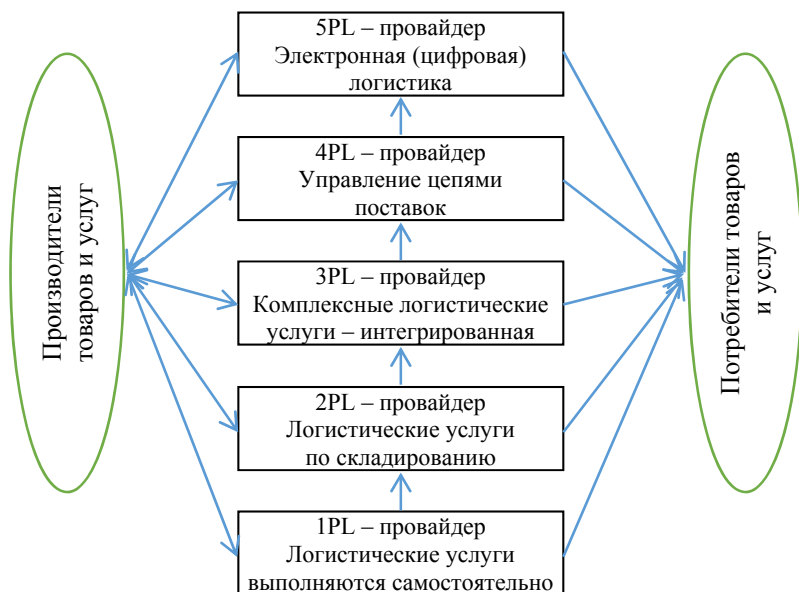 Производители
товаров и услуг
5PL – провайдер
Электронная (цифровая)
логистика
4PL – провайдер
Управление цепями
поставок
3PL – провайдер
Комплексные логистические
услуги – интегрированная
2PL – провайдер
Логистические услуги
по складированию
1PL – провайдер
Логистические услуги
выполняются самостоятельно
Потребители товаров
и услуг